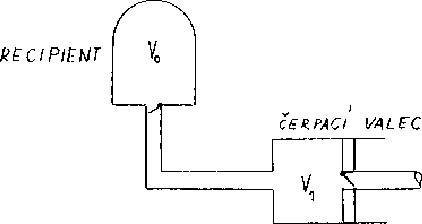 RECIPIENT
V₀
ČERPACÍ VALEC
V₁